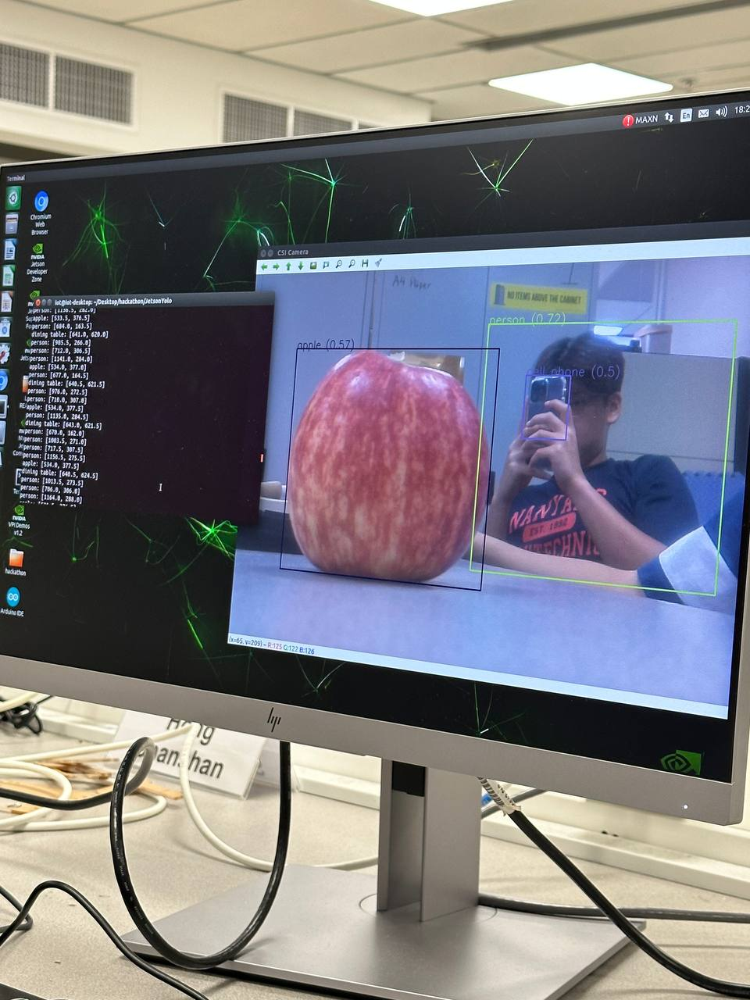 MAXN
En
18:2
Terminal
Chromium
Web
Browser
NVIDIA
Jetson
Developer
Zone
CSI Camera
A4 Paper
NO ITEMS ABOVE THE CABINET
person (0.72)
apple (0.57)
cell phone (0.5)
iot@iot-desktop: ~/Desktop/hackathon/JetsonYolo
person: [1138.5, 282.0]
apple: [533.5, 376.5]
person: [684.0, 163.5]
dining table: [641.0, 620.0]
person: [985.5, 266.0]
person: [712.0, 306.5]
person: [1141.0, 284.0]
apple: [534.0, 377.0]
person: [677.0, 164.5]
dining table: [640.5, 621.5]
person: [976.0, 272.5]
person: [710.0, 307.0]
apple: [534.0, 377.5]
person: [1135.0, 284.5]
dining table: [643.0, 621.5]
person: [670.0, 162.0]
person: [1003.5, 271.0]
person: [717.5, 307.5]
person: [1156.5, 275.5]
apple: [534.0, 377.5]
dining table: [640.5, 624.5]
person: [1013.5, 273.5]
person: [706.0, 306.0]
person: [1164.0, 288.0]
NANYA
EST. 1992
TECHNIC
NVIDIA
VPI Demos
v1.2
hackathon
Arduino IDE
(x=65, y=209) ~ R:125 G:122 B:126
hp